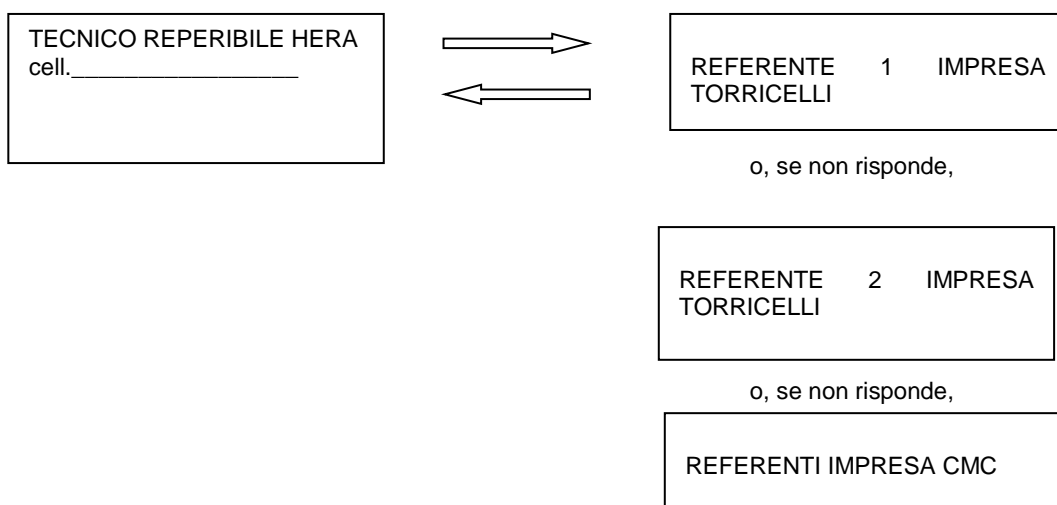 TECNICO REPERIBILE HERA
cell.__________________
REFERENTE 1 IMPRESA
TORRICELLI
o, se non risponde,
REFERENTE 2 IMPRESA
TORRICELLI
o, se non risponde,
REFERENTI IMPRESA CMC